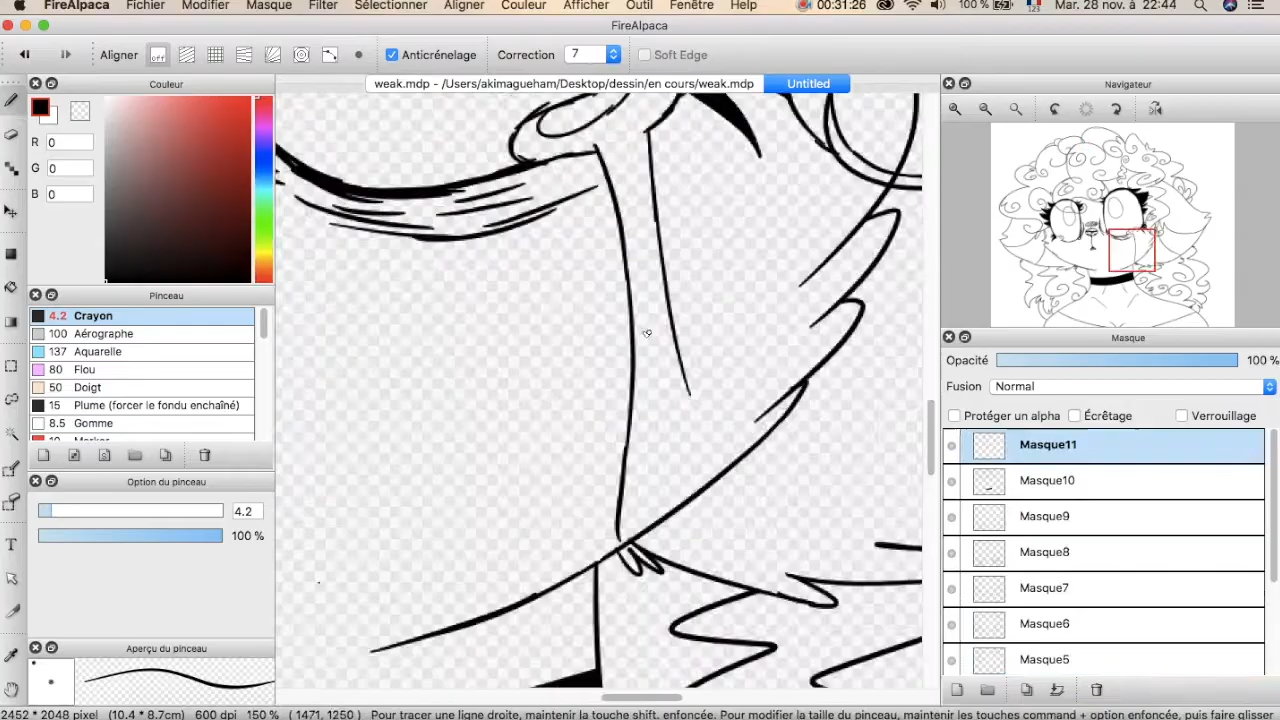 FireAlpaca Fichier Modifier Masque Filter Sélectionner Aligner Couleur Afficher Outil Fenêtre Help 00:31:26 100 % Mar. 28 nov. à 22:44
FireAlpaca
Aligner off Anticrénelage Correction 7 Soft Edge
Couleur
weak.mdp - /Users/akimagueham/Desktop/dessin/en cours/weak.mdp Untitled
Navigateur
R 0
G 0
B 0
Pinceau
4.2 Crayon
100 Aérographe
137 Aquarelle
80 Flou
50 Doigt
15 Plume (forcer le fondu enchaîné)
8.5 Gomme
Option du pinceau
4.2
100 %
Aperçu du pinceau
Masque
Opacité 100 %
Fusion Normal
Protéger un alpha Écrêtage Verrouillage
Masque11
Masque10
Masque9
Masque8
Masque7
Masque6
Masque5
T
2452 * 2048 pixel (10.4 * 8.7cm) 600 dpi 150 % ( 1471, 1250 ) Pour tracer une ligne droite, maintenir la touche shift. enfoncée. Pour modifier la taille du pinceau, maintenir les touches command + option enfoncée, puis faire glisser